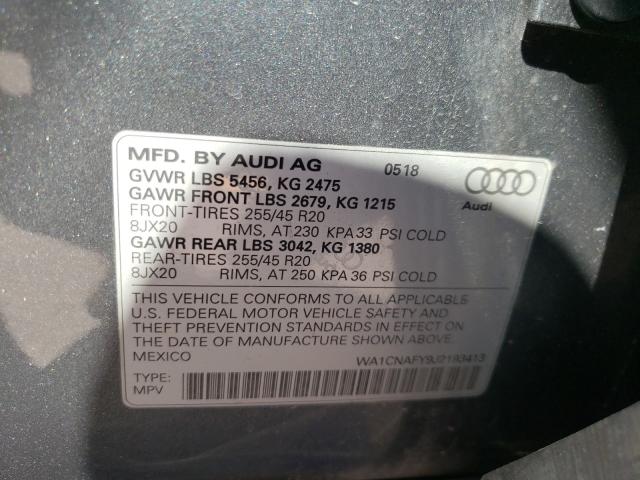 MFD. BY AUDI AG 0518
GVWR LBS 5456, KG 2475
GAWR FRONT LBS 2679, KG 1215
Audi
FRONT-TIRES 255/45 R20
8JX20 RIMS, AT 230 KPA 33 PSI COLD
GAWR REAR LBS 3042, KG 1380
REAR-TIRES 255/45 R20
8JX20 RIMS, AT 250 KPA 36 PSI COLD
THIS VEHICLE CONFORMS TO ALL APPLICABLE
U.S. FEDERAL MOTOR VEHICLE SAFETY AND
THEFT PREVENTION STANDARDS IN EFFECT ON
THE DATE OF MANUFACTURE SHOWN ABOVE.
MEXICO WA1CNAFY9J2193413
TYPE:
MPV